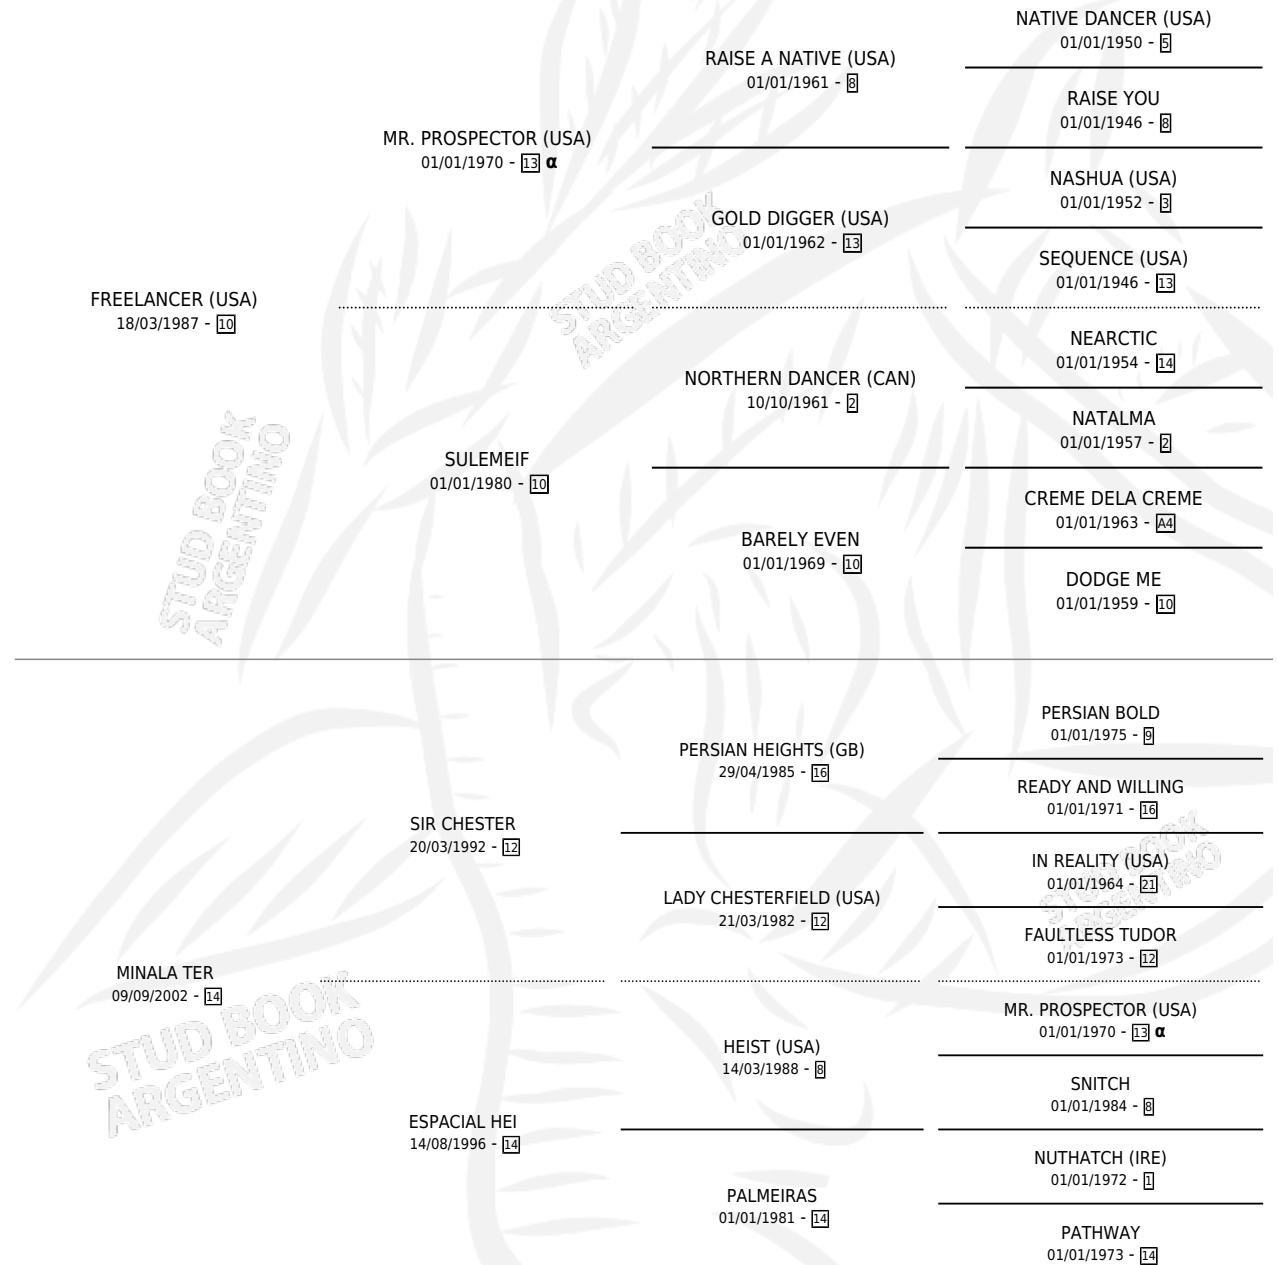 FREELANCER (USA)
18/03/1987 - 10
MR. PROSPECTOR (USA)
01/01/1970 - 13 α
RAISE A NATIVE (USA)
01/01/1961 - 8
NATIVE DANCER (USA)
01/01/1950 - 5
RAISE YOU
01/01/1946 - 8
GOLD DIGGER (USA)
01/01/1962 - 13
NASHUA (USA)
01/01/1952 - 3
SEQUENCE (USA)
01/01/1946 - 13
SULEMEIF
01/01/1980 - 10
NORTHERN DANCER (CAN)
10/10/1961 - 2
NEARCTIC
01/01/1954 - 14
NATALMA
01/01/1957 - 2
BARELY EVEN
01/01/1969 - 10
CREME DELA CREME
01/01/1963 - A4
DODGE ME
01/01/1959 - 10
MINALA TER
09/09/2002 - 14
SIR CHESTER
20/03/1992 - 12
PERSIAN HEIGHTS (GB)
29/04/1985 - 16
PERSIAN BOLD
01/01/1975 - 9
READY AND WILLING
01/01/1971 - 16
LADY CHESTERFIELD (USA)
21/03/1982 - 12
IN REALITY (USA)
01/01/1964 - 21
FAULTLESS TUDOR
01/01/1973 - 12
ESPACIAL HEI
14/08/1996 - 14
HEIST (USA)
14/03/1988 - 8
MR. PROSPECTOR (USA)
01/01/1970 - 13 α
SNITCH
01/01/1984 - 8
PALMEIRAS
01/01/1981 - 14
NUTHATCH (IRE)
01/01/1972 - 1
PATHWAY
01/01/1973 - 14
STUD BOOK
ARGENTINO
STUD BOOK
ARGENTINO
STUD BOOK
ARGENTINO
STUD BOOK
ARGENTINO